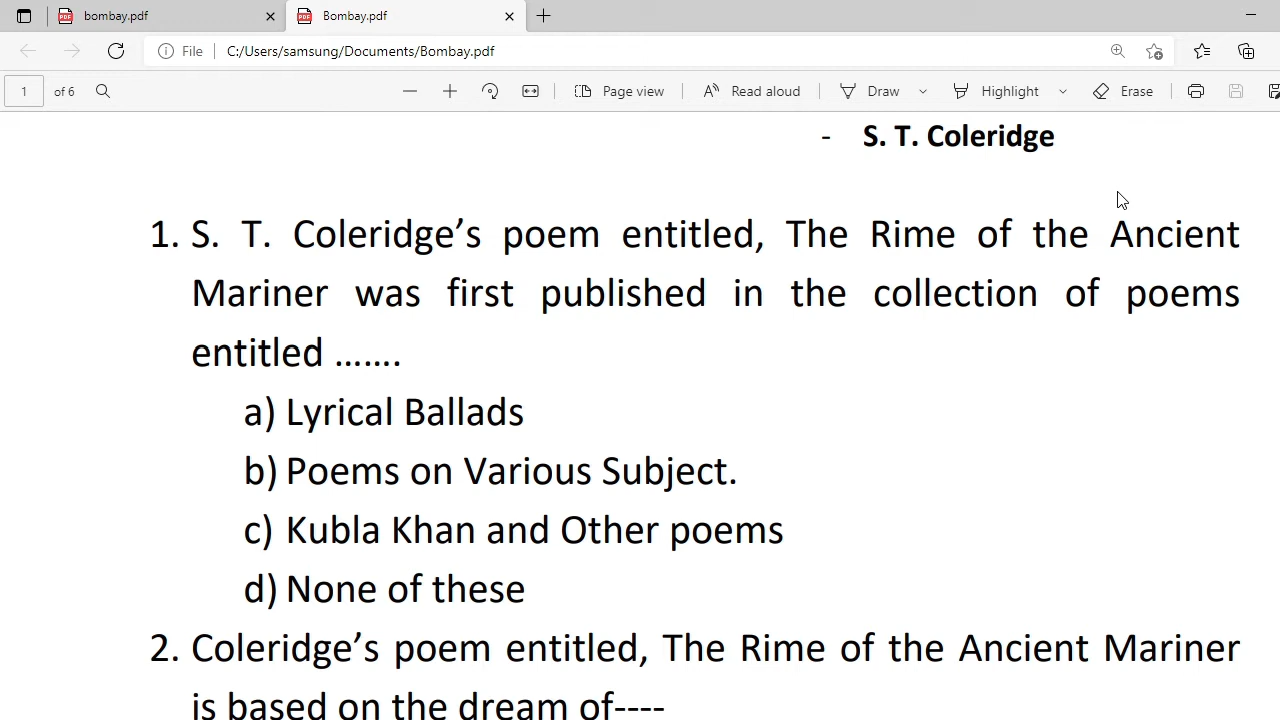 bombay.pdf
Bombay.pdf
File C:/Users/samsung/Documents/Bombay.pdf
1 of 6 Page view Read aloud Draw Highlight Erase
- S. T. Coleridge
1. S. T. Coleridge’s poem entitled, The Rime of the Ancient
Mariner was first published in the collection of poems
entitled .......
a) Lyrical Ballads
b) Poems on Various Subject.
c) Kubla Khan and Other poems
d) None of these
2. Coleridge’s poem entitled, The Rime of the Ancient Mariner
is based on the dream of----